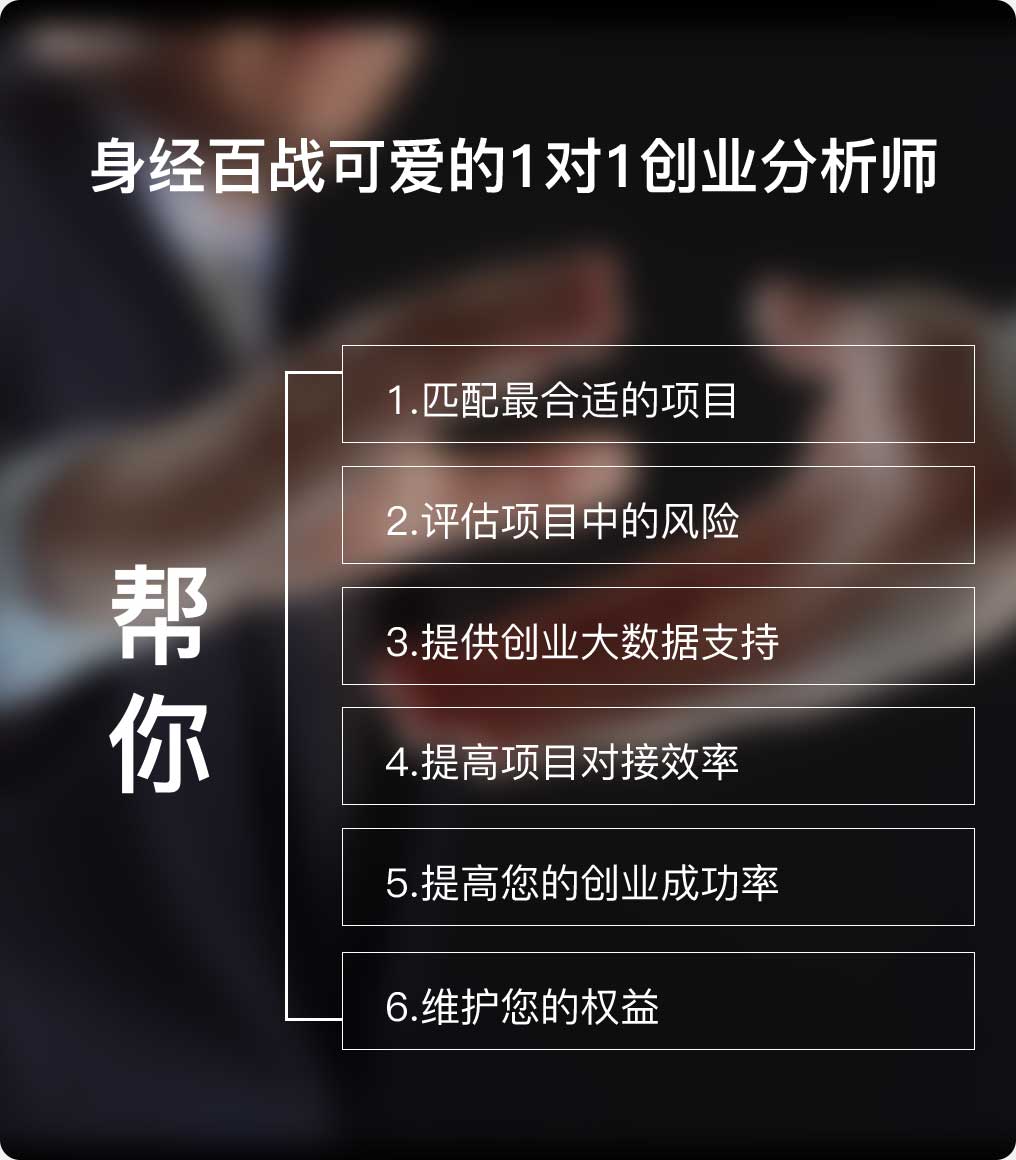 身经百战可爱的1对1创业分析师
帮你
1.匹配最合适的项目
2.评估项目中的风险
3.提供创业大数据支持
4.提高项目对接效率
5.提高您的创业成功率
6.维护您的权益